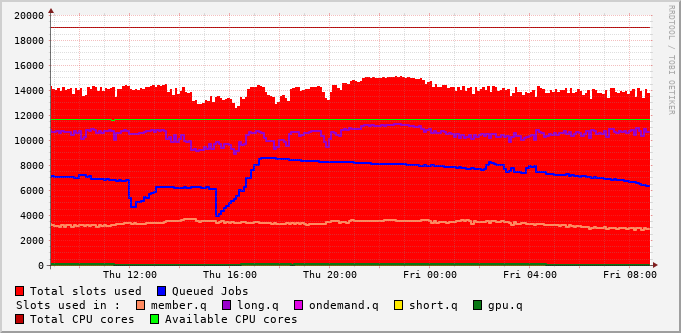 20000
18000
16000
14000
12000
10000
8000
6000
4000
2000
0
Thu 12:00 Thu 16:00 Thu 20:00 Fri 00:00 Fri 04:00 Fri 08:00
Total slots used Queued Jobs
Slots used in : member.q long.q ondemand.q short.q gpu.q
Total CPU cores Available CPU cores
RRDTOOL / TOBI OETIKER